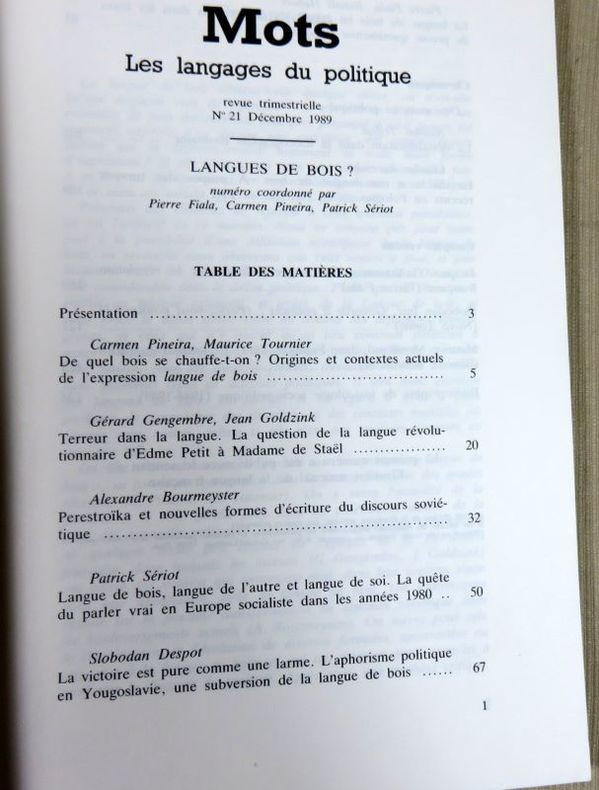 Mots
Les langages du politique
revue trimestrielle
N° 21 Décembre 1989
LANGUES DE BOIS ?
numéro coordonné par
Pierre Fiala, Carmen Pineira, Patrick Sériot
TABLE DES MATIÈRES
Présentation ........................................... 3
Carmen Pineira, Maurice Tournier
De quel bois se chauffe-t-on ? Origines et contextes actuels
de l'expression langue de bois ................................ 5
Gérard Gengembre, Jean Goldzink
Terreur dans la langue. La question de la langue révolu-
tionnaire d'Edme Petit à Madame de Staël ................. 20
Alexandre Bourmeyster
Perestroïka et nouvelles formes d'écriture du discours sovié-
tique .................................................. 32
Patrick Sériot
Langue de bois, langue de l'autre et langue de soi. La quête
du parler vrai en Europe socialiste dans les années 1980 .. 50
Slobodan Despot
La victoire est pure comme une larme. L'aphorisme politique
en Yougoslavie, une subversion de la langue de bois ...... 67
1